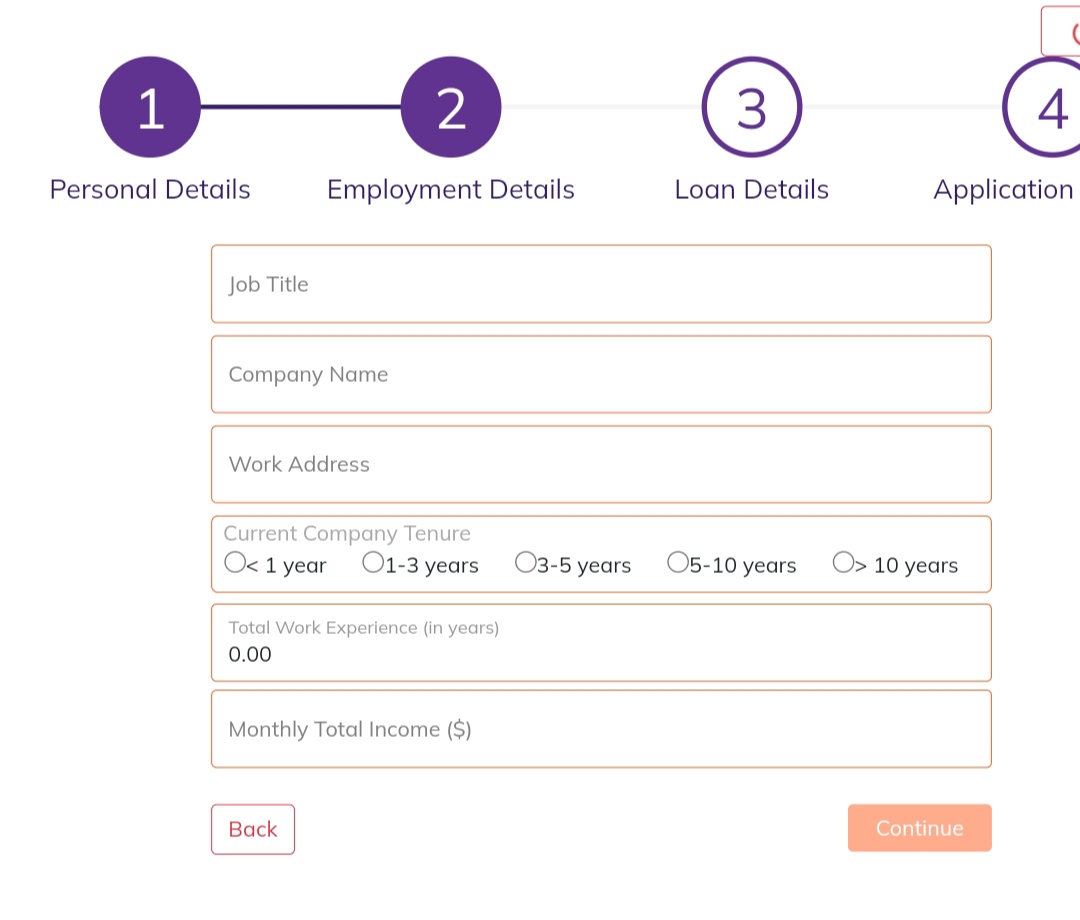 1 2 3 4
Personal Details Employment Details Loan Details Application
Job Title
Company Name
Work Address
Current Company Tenure
< 1 year 1-3 years 3-5 years 5-10 years > 10 years
Total Work Experience (in years)
0.00
Monthly Total Income ($)
Back Continue